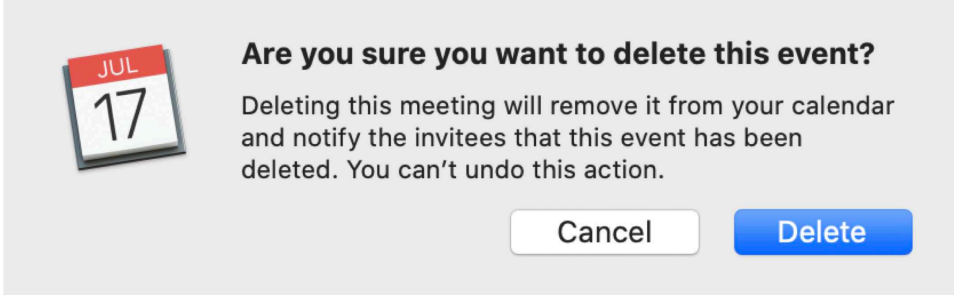 JUL
17
Are you sure you want to delete this event?
Deleting this meeting will remove it from your calendar
and notify the invitees that this event has been
deleted. You can’t undo this action.
Cancel
Delete